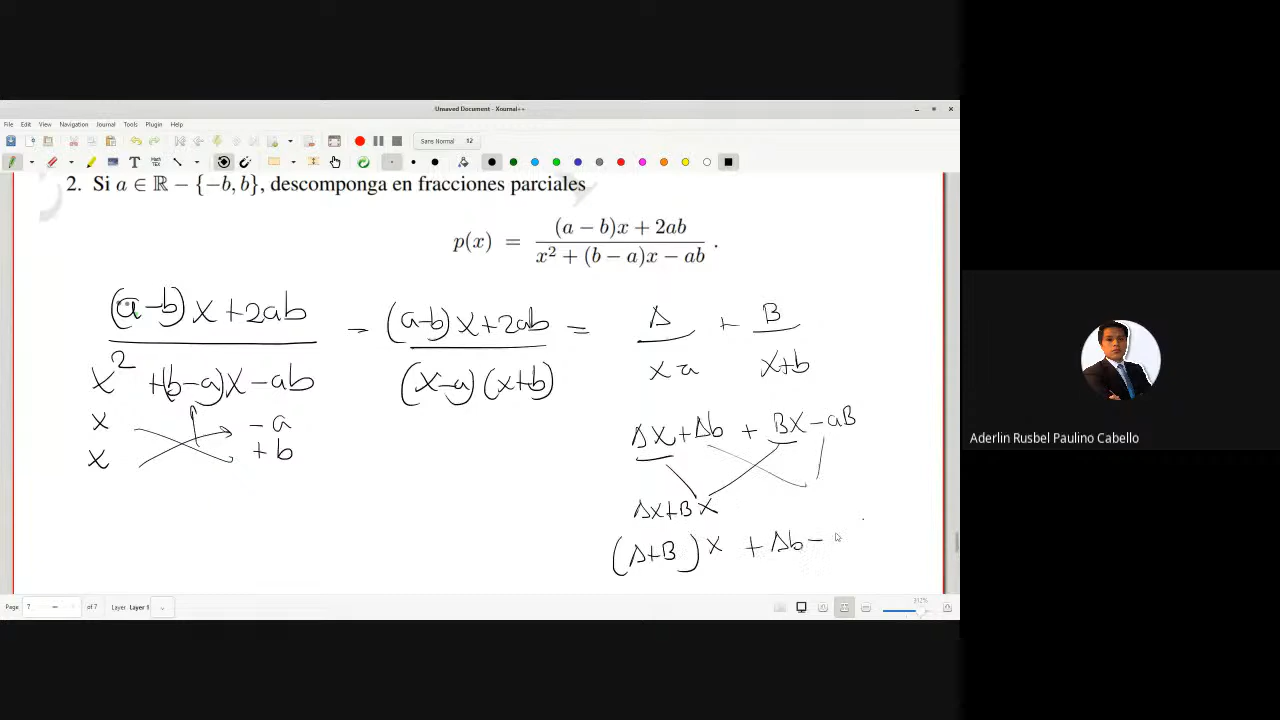 Unsaved Document - Xournal++
File Edit View Navigation Journal Tools Plugin Help
Sans Normal 12
2. Si a ∈ ℝ − {−b, b}, descomponga en fracciones parciales
p(x) = ((a − b)x + 2ab) / (x² + (b − a)x − ab) .
(a-b)x+2ab / x² +(b-a)x-ab = (a-b)x+2ab / (x-a)(x+b) = A / x-a + B / x+b
x -a
x +b
Ax+Ab + Bx-aB
Ax+Bx
(A+B)x + Ab -
Aderlin Rusbel Paulino Cabello
Page 7 of 7 Layer Layer 1
312%